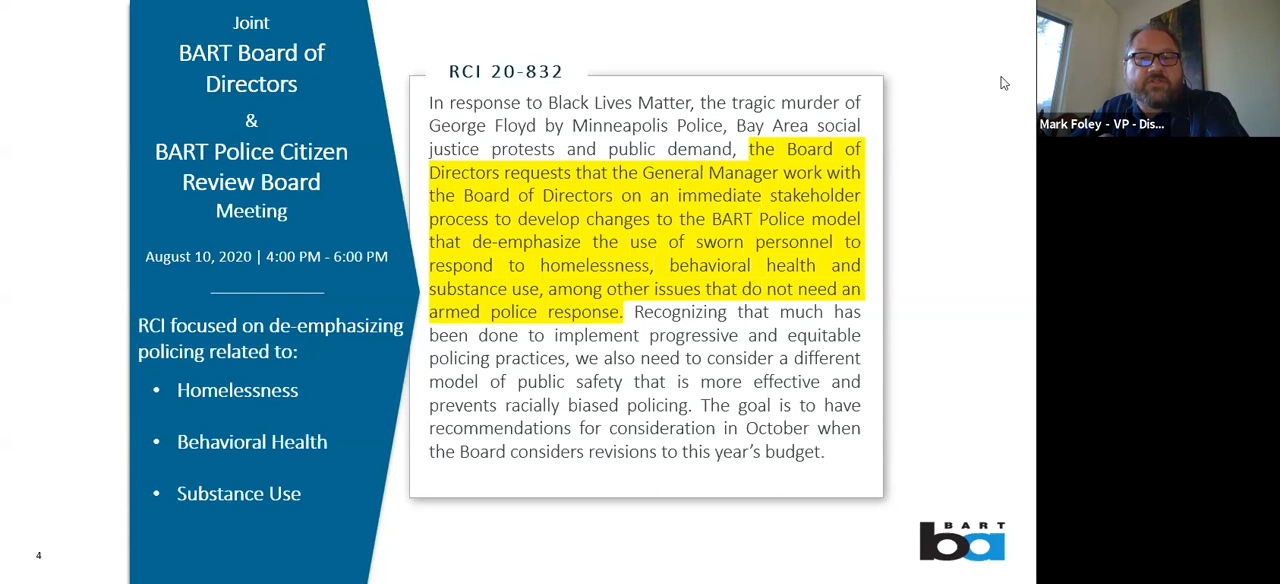 Joint
BART Board of
Directors
&
BART Police Citizen
Review Board
Meeting
August 10, 2020 | 4:00 PM - 6:00 PM
RCI focused on de-emphasizing
policing related to:
• Homelessness
• Behavioral Health
• Substance Use
4
RCI 20-832
In response to Black Lives Matter, the tragic murder of
George Floyd by Minneapolis Police, Bay Area social
justice protests and public demand, the Board of
Directors requests that the General Manager work with
the Board of Directors on an immediate stakeholder
process to develop changes to the BART Police model
that de-emphasize the use of sworn personnel to
respond to homelessness, behavioral health and
substance use, among other issues that do not need an
armed police response. Recognizing that much has
been done to implement progressive and equitable
policing practices, we also need to consider a different
model of public safety that is more effective and
prevents racially biased policing. The goal is to have
recommendations for consideration in October when
the Board considers revisions to this year's budget.
BART
ba
Mark Foley - VP - Dis...